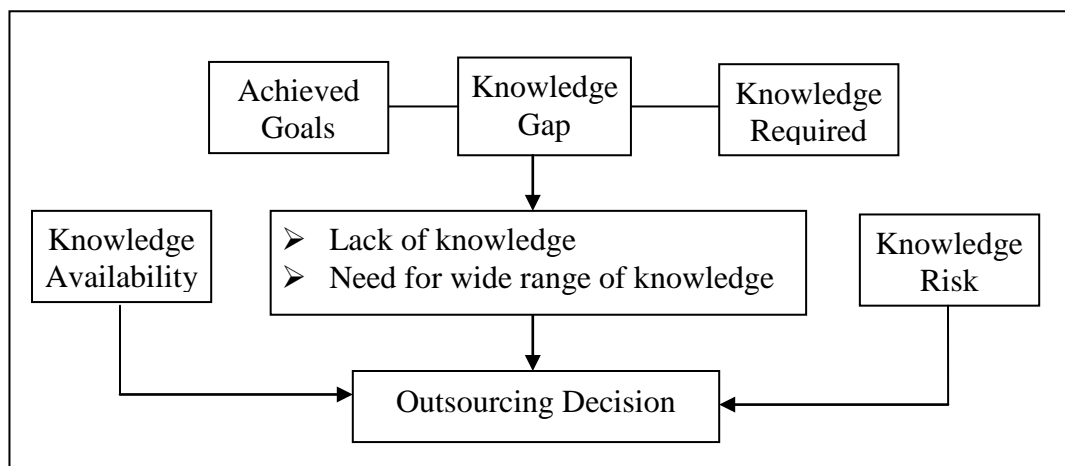 Achieved
Goals
Knowledge
Gap
Knowledge
Required
Knowledge
Availability
➢ Lack of knowledge
➢ Need for wide range of knowledge
Knowledge
Risk
Outsourcing Decision